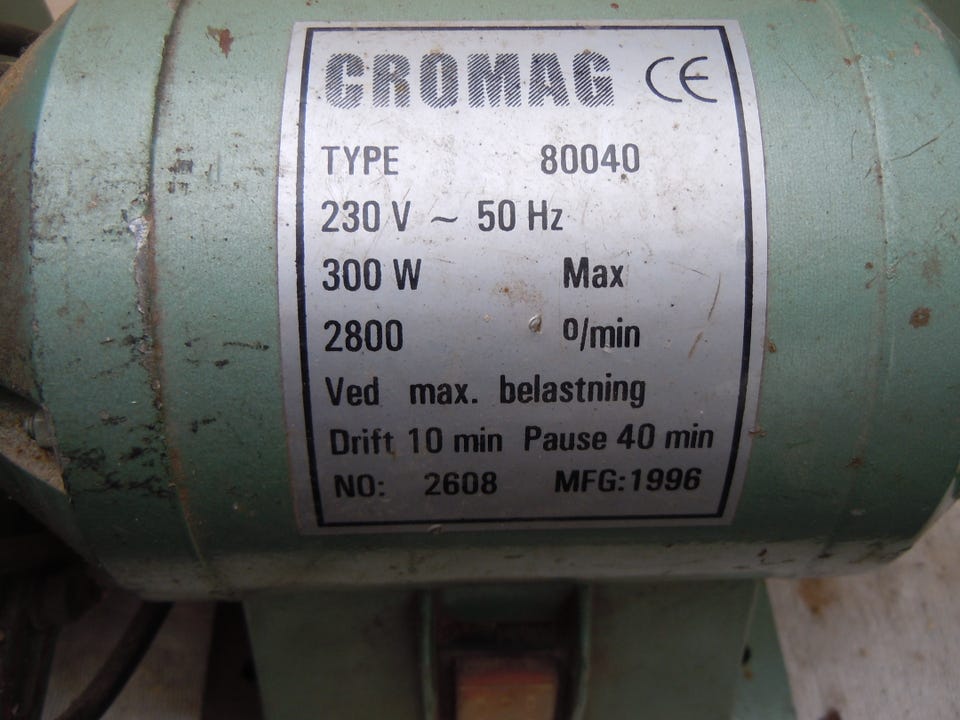 CROMAG CE
TYPE 80040
230 V ~ 50 Hz
300 W Max
2800 o/min
Ved max. belastning
Drift 10 min Pause 40 min
NO: 2608 MFG:1996